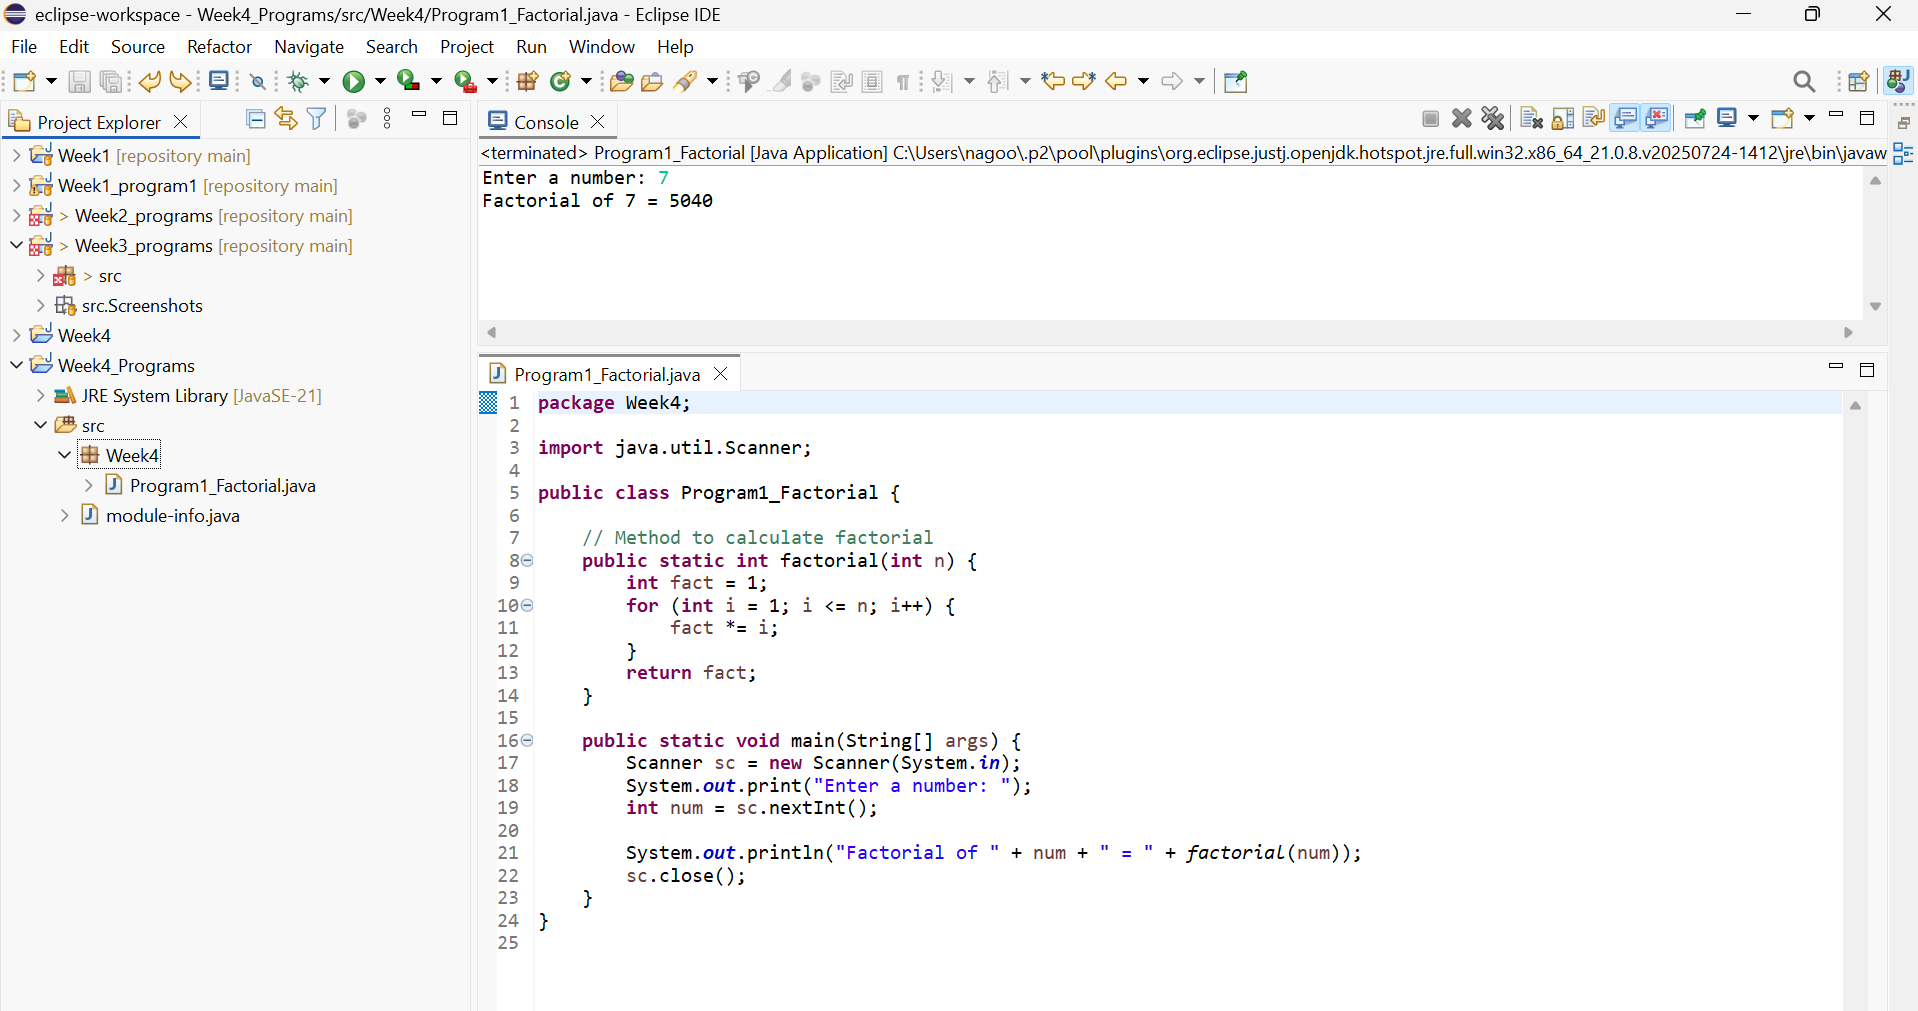 eclipse-workspace - Week4_Programs/src/Week4/Program1_Factorial.java - Eclipse IDE
File Edit Source Refactor Navigate Search Project Run Window Help
Project Explorer
Week1 [repository main]
Week1_program1 [repository main]
> Week2_programs [repository main]
> Week3_programs [repository main]
> src
src.Screenshots
Week4
Week4_Programs
JRE System Library [JavaSE-21]
src
Week4
Program1_Factorial.java
module-info.java
Console
<terminated> Program1_Factorial [Java Application] C:\Users\nagoo\.p2\pool\plugins\org.eclipse.justj.openjdk.hotspot.jre.full.win32.x86_64_21.0.8.v20250724-1412\jre\bin\javaw
Enter a number: 7
Factorial of 7 = 5040
Program1_Factorial.java
1 package Week4;
2
3 import java.util.Scanner;
4
5 public class Program1_Factorial {
6
7     // Method to calculate factorial
8     public static int factorial(int n) {
9         int fact = 1;
10         for (int i = 1; i <= n; i++) {
11             fact *= i;
12         }
13         return fact;
14     }
15
16     public static void main(String[] args) {
17         Scanner sc = new Scanner(System.in);
18         System.out.print("Enter a number: ");
19         int num = sc.nextInt();
20
21         System.out.println("Factorial of " + num + " = " + factorial(num));
22         sc.close();
23     }
24 }
25